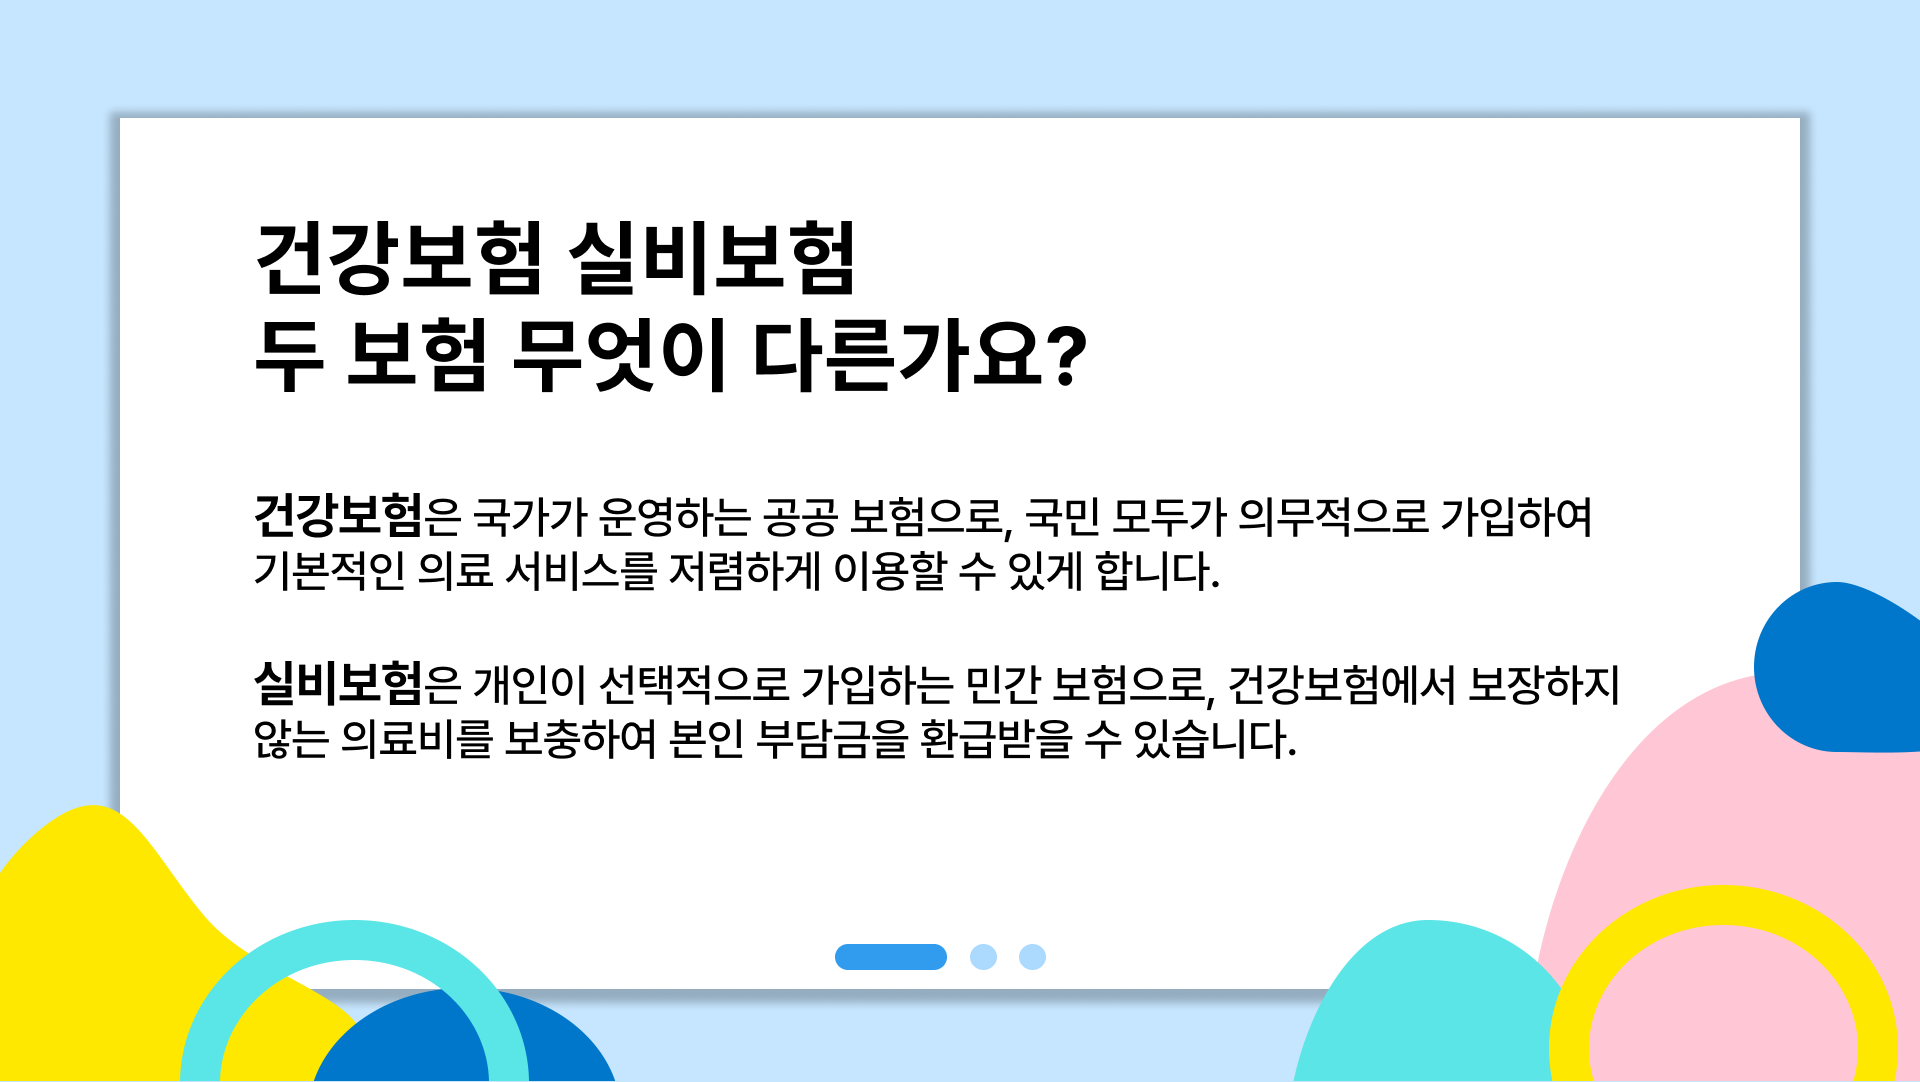 건강보험 실비보험
두 보험 무엇이 다른가요?
건강보험은 국가가 운영하는 공공 보험으로, 국민 모두가 의무적으로 가입하여
기본적인 의료 서비스를 저렴하게 이용할 수 있게 합니다.
실비보험은 개인이 선택적으로 가입하는 민간 보험으로, 건강보험에서 보장하지
않는 의료비를 보충하여 본인 부담금을 환급받을 수 있습니다.